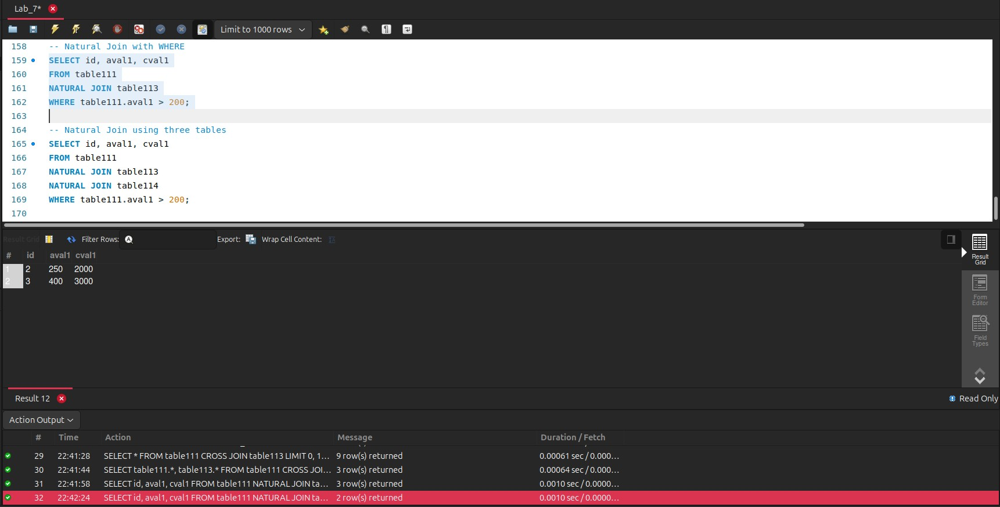 Lab_7*
Limit to 1000 rows
158 -- Natural Join with WHERE
159 SELECT id, aval1, cval1
160 FROM table111
161 NATURAL JOIN table113
162 WHERE table111.aval1 > 200;
163
164 -- Natural Join using three tables
165 SELECT id, aval1, cval1
166 FROM table111
167 NATURAL JOIN table113
168 NATURAL JOIN table114
169 WHERE table111.aval1 > 200;
170
Result Grid Filter Rows: Export: Wrap Cell Content:
# id aval1 cval1
1 2 250 2000
2 3 400 3000
Result
Grid
Form
Editor
Field
Types
Result 12 Read Only
Action Output
# Time Action Message Duration / Fetch
29 22:41:28 SELECT * FROM table111 CROSS JOIN table113 LIMIT 0, 1... 9 row(s) returned 0.00061 sec / 0.000...
30 22:41:44 SELECT table111.*, table113.* FROM table111 CROSS JOI... 3 row(s) returned 0.00064 sec / 0.000...
31 22:41:58 SELECT id, aval1, cval1 FROM table111 NATURAL JOIN ta... 3 row(s) returned 0.0010 sec / 0.0000...
32 22:42:24 SELECT id, aval1, cval1 FROM table111 NATURAL JOIN ta... 2 row(s) returned 0.0010 sec / 0.0000...